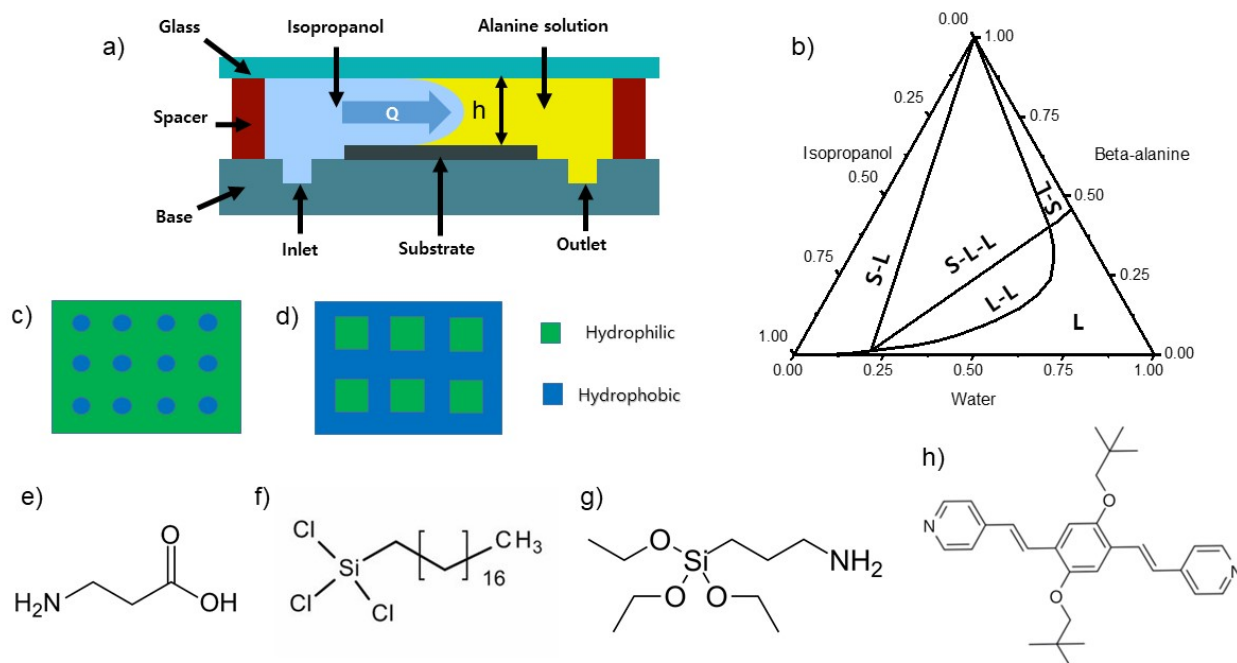 a)
Glass
Isopropanol
Alanine solution
Spacer
Q
h
Base
Inlet
Substrate
Outlet
b)
0.00
1.00
0.25
0.75
Isopropanol
Beta-alanine
0.50
0.50
S-L
0.75
S-L
S-L-L
0.25
L-L
1.00
L
0.00
0.00
0.25
0.50
0.75
1.00
Water
c)
d)
Hydrophilic
Hydrophobic
e)
O
H₂N
OH
f)
Cl
Si
CH₃
16
Cl
Cl
g)
O
Si
NH₂
O
O
h)
O
N
N
O